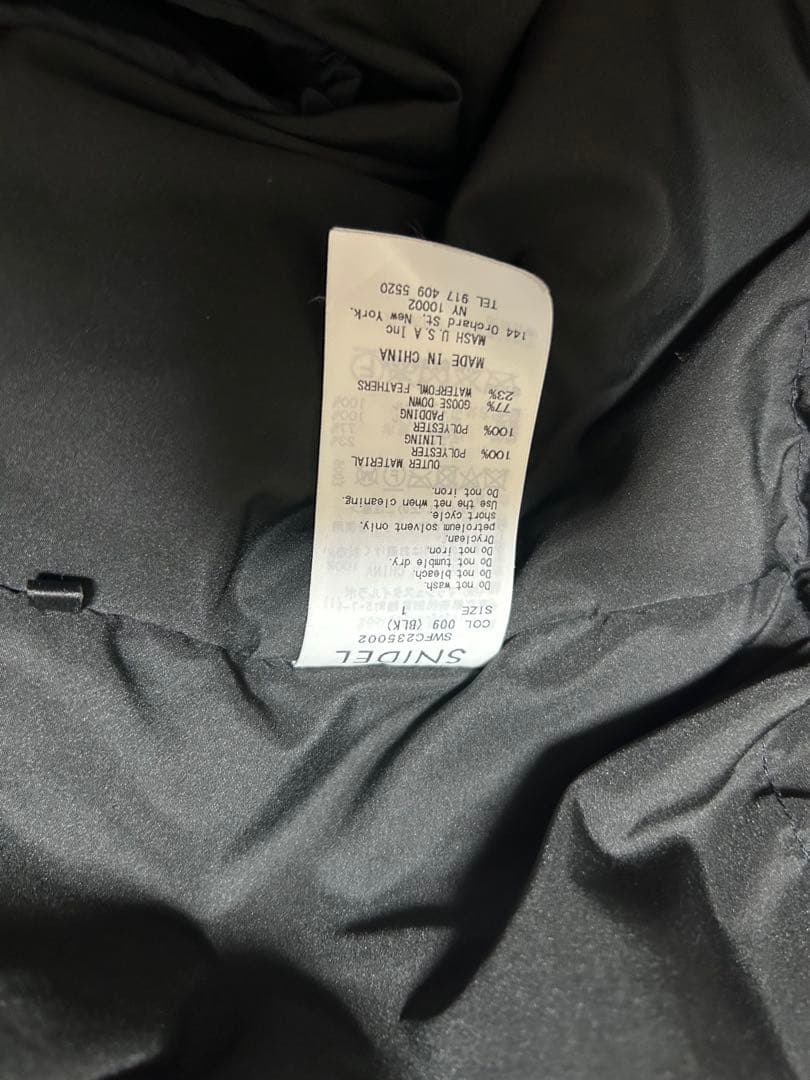 SNIDEL
SWFC235002
COL 009 (BLK)
SIZE 1
Do not wash.
Do not bleach.
Do not tumble dry.
Do not iron.
Dryclean.
petroleum solvent only.
short cycle.
Use the net when cleaning.
Do not iron.
OUTER MATERIAL
100% POLYESTER
LINING
100% POLYESTER
PADDING
77% GOOSE DOWN
23% WATERFOWL FEATHERS
MADE IN CHINA
MASH U.S.A Inc
144 Orchard St. New York.
NY 10002
TEL 917 409 5520